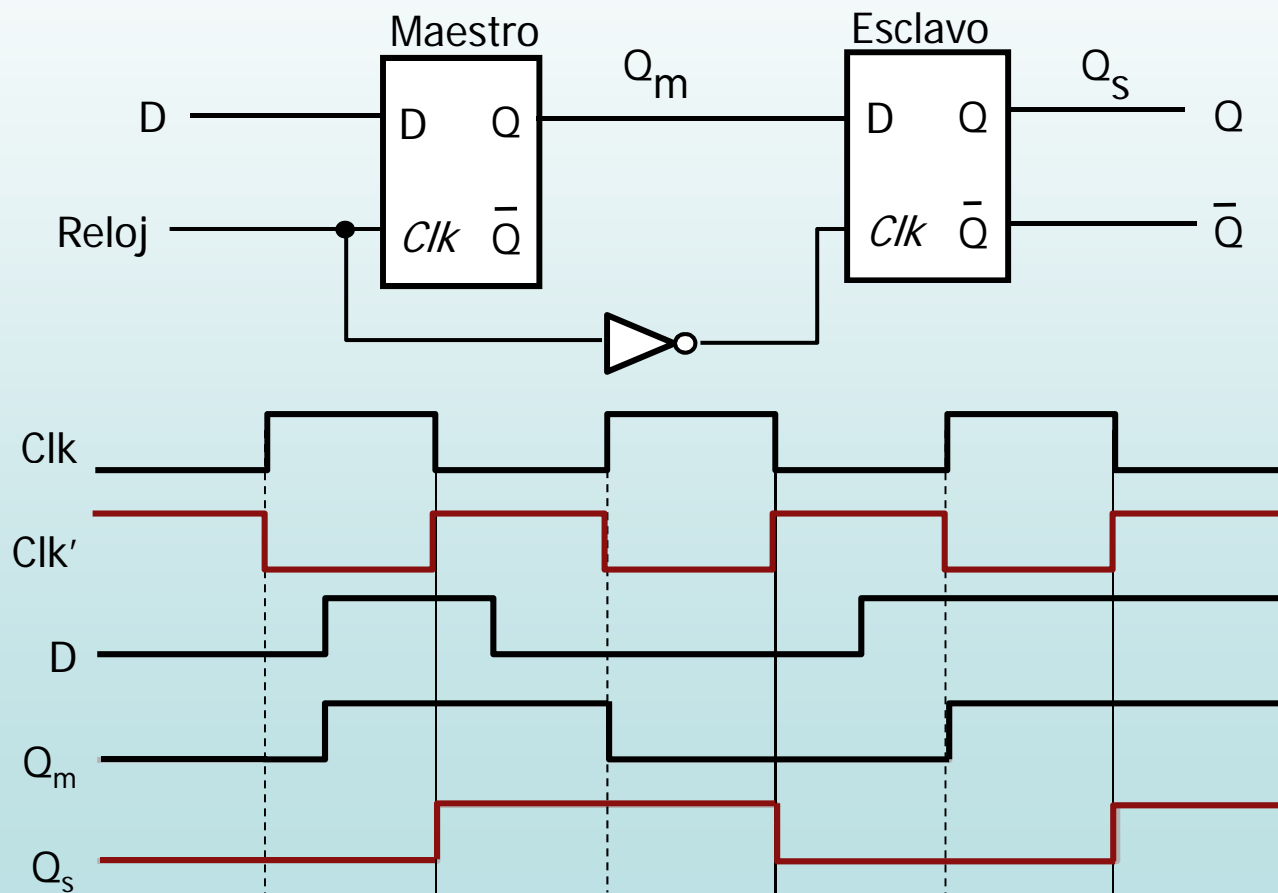 Maestro
Esclavo
Qm
Qs
D
D Q
D Q
Q
Reloj
Clk Q̅
Clk Q̅
Q̅
Clk
Clk′
D
Qm
Qs